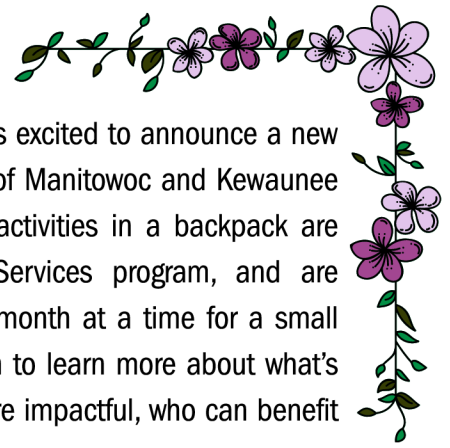 s excited to announce a new
of Manitowoc and Kewaunee
activities in a backpack are
Services program, and are
month at a time for a small
to learn more about what's
re impactful, who can benefit